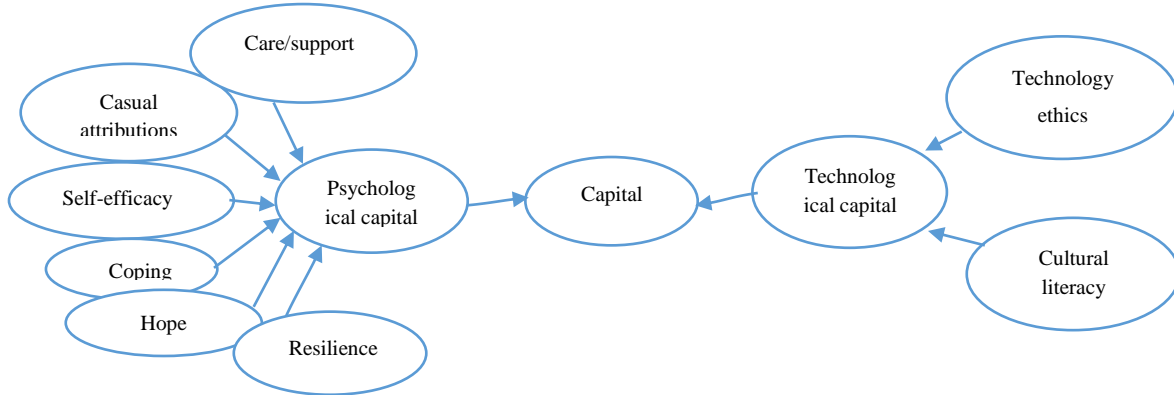 Care/support
Casual
attributions
Self-efficacy
Coping
Hope
Resilience
Psycholog
ical capital
Capital
Technolog
ical capital
Technology
ethics
Cultural
literacy